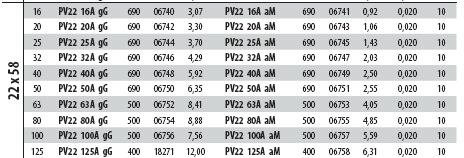 22 x 58
16 PV22 16A gG 690 06740 3,07 PV22 16A aM 690 06741 0,92 0,020 10
20 PV22 20A gG 690 06742 3,30 PV22 20A aM 690 06743 1,06 0,020 10
25 PV22 25A gG 690 06744 3,70 PV22 25A aM 690 06745 1,43 0,020 10
32 PV22 32A gG 690 06746 4,29 PV22 32A aM 690 06747 2,03 0,020 10
40 PV22 40A gG 690 06748 5,92 PV22 40A aM 690 06749 2,50 0,020 10
50 PV22 50A gG 690 06750 6,35 PV22 50A aM 690 06751 2,55 0,020 10
63 PV22 63A gG 500 06752 8,41 PV22 63A aM 500 06753 4,05 0,020 10
80 PV22 80A gG 500 06754 8,88 PV22 80A aM 500 06755 4,85 0,020 10
100 PV22 100A gG 500 06756 7,56 PV22 100A aM 500 06757 5,59 0,020 10
125 PV22 125A gG 400 18271 12,00 PV22 125A aM 400 06758 6,31 0,020 10